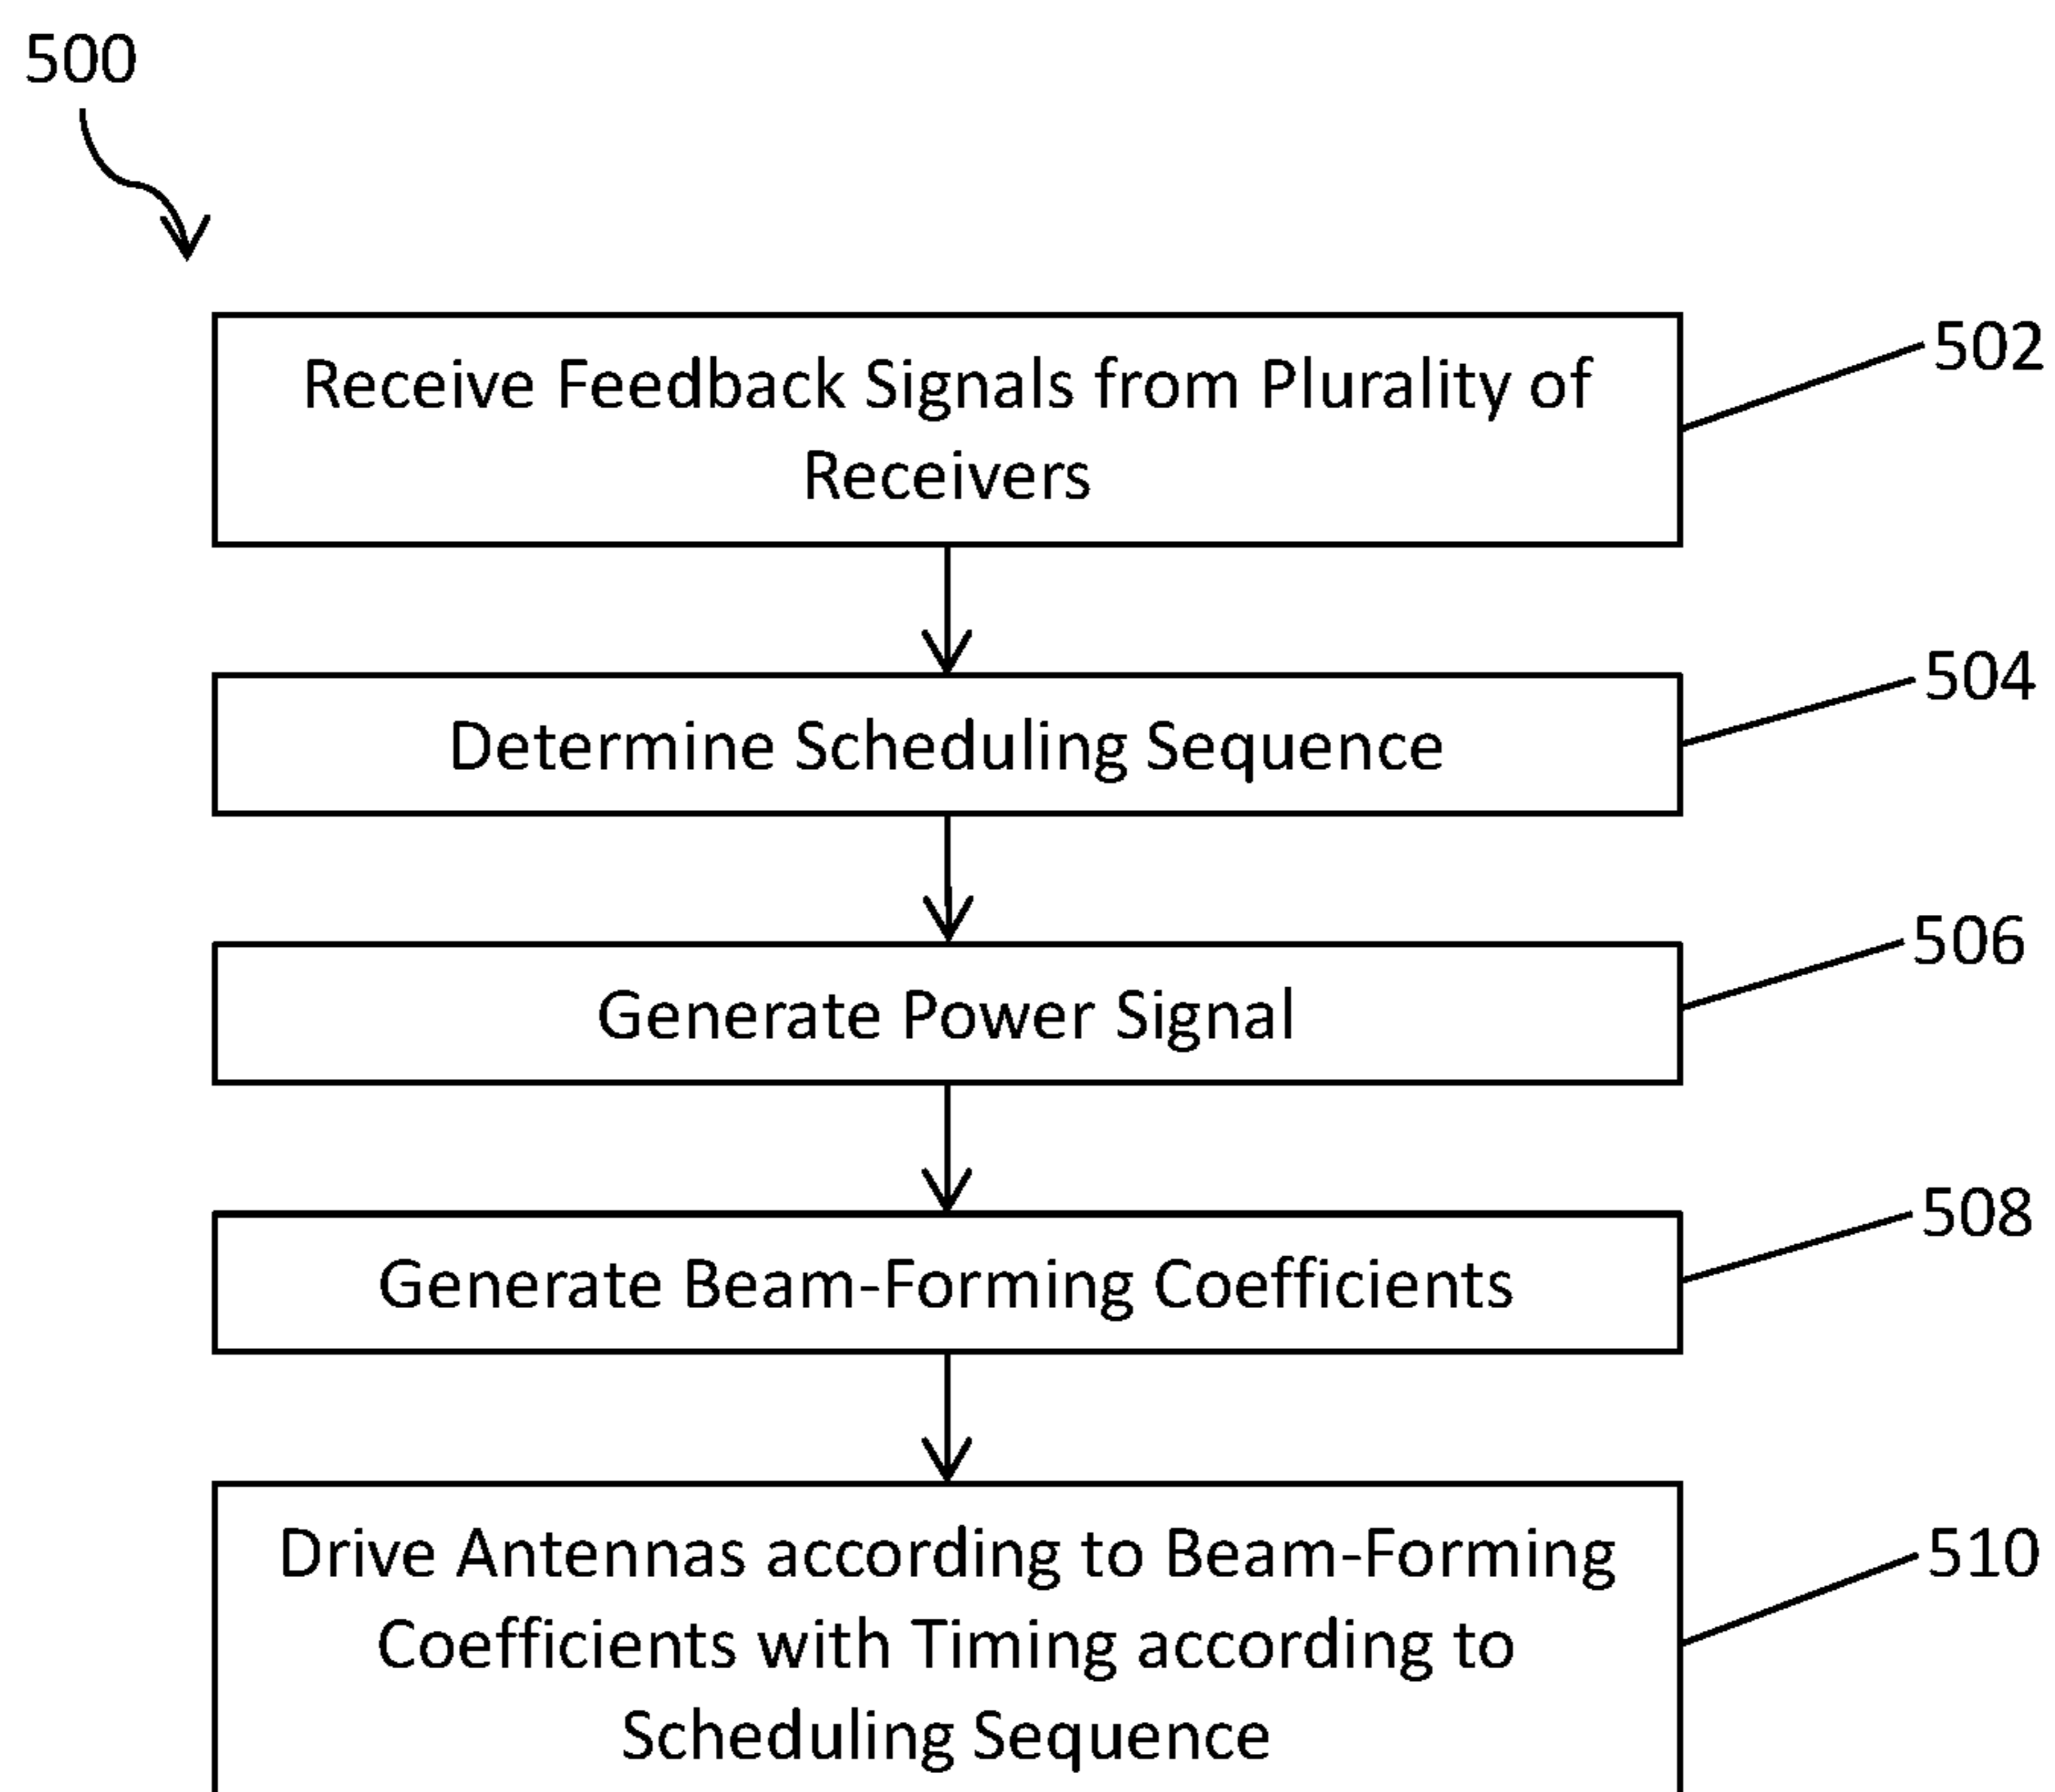 500
Receive Feedback Signals from Plurality of
Receivers
502
Determine Scheduling Sequence
504
Generate Power Signal
506
Generate Beam-Forming Coefficients
508
Drive Antennas according to Beam-Forming
Coefficients with Timing according to
Scheduling Sequence
510